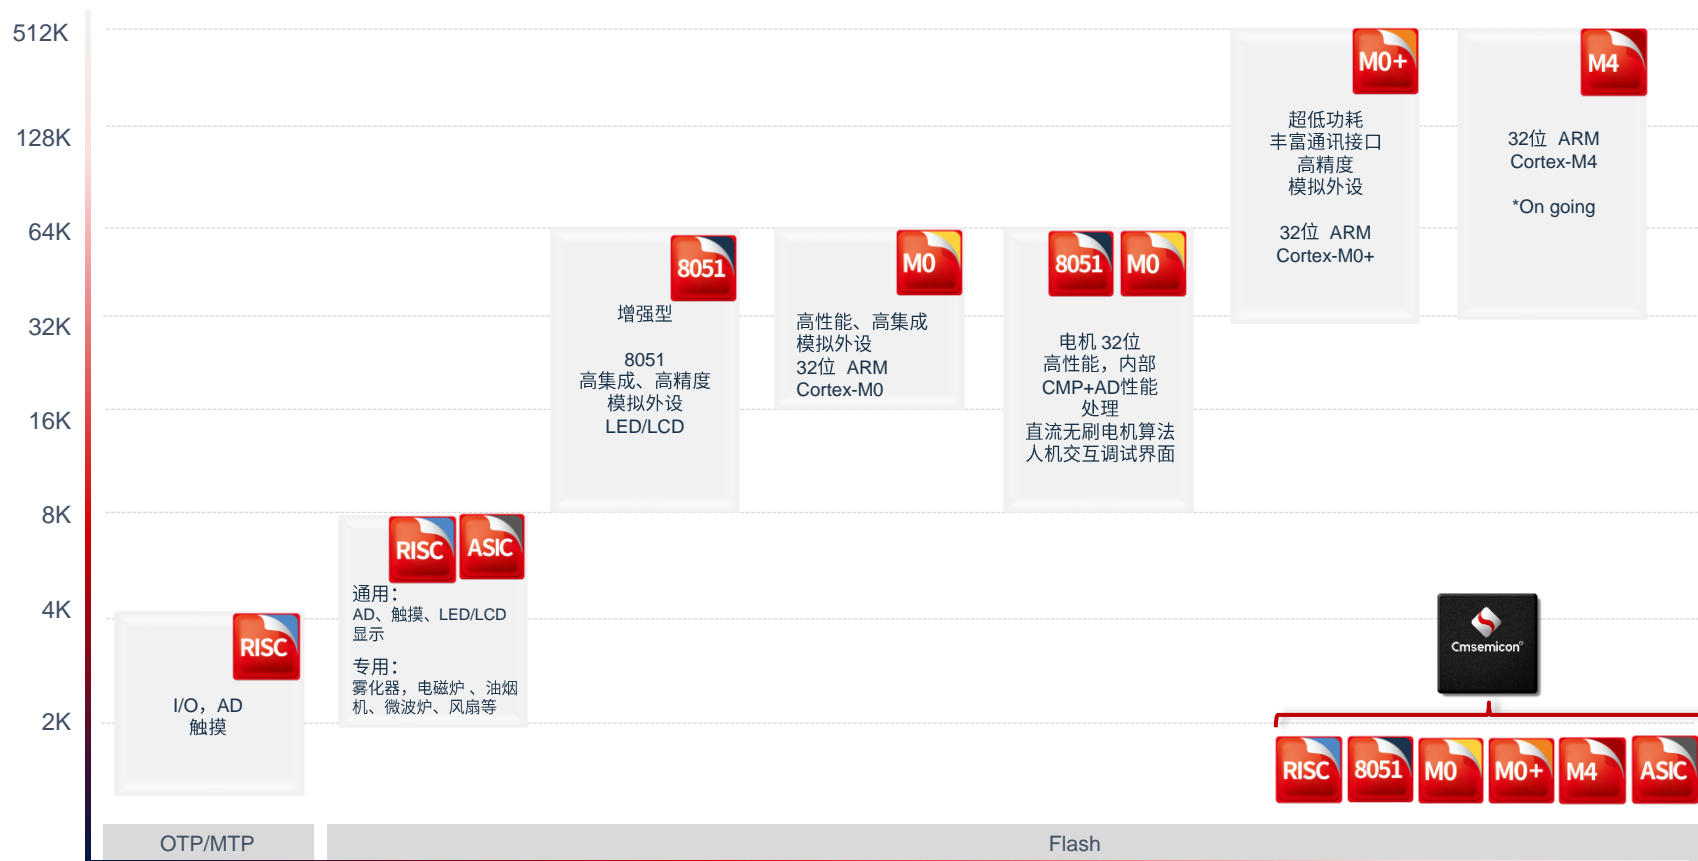 512K
128K
64K
32K
16K
8K
4K
2K
RISC
I/O，AD
触摸
RISC
ASIC
通用：
AD、触摸、LED/LCD
显示
专用：
雾化器，电磁炉 、油烟
机、微波炉、风扇等
8051
增强型
8051
高集成、高精度
模拟外设
LED/LCD
M0
高性能、高集成
模拟外设
32位 ARM
Cortex-M0
8051
M0
电机 32位
高性能，内部
CMP+AD性能
处理
直流无刷电机算法
人机交互调试界面
M0+
超低功耗
丰富通讯接口
高精度
模拟外设
32位 ARM
Cortex-M0+
M4
32位 ARM
Cortex-M4
*On going
Cmsemicon®
RISC
8051
M0
M0+
M4
ASIC
OTP/MTP
Flash